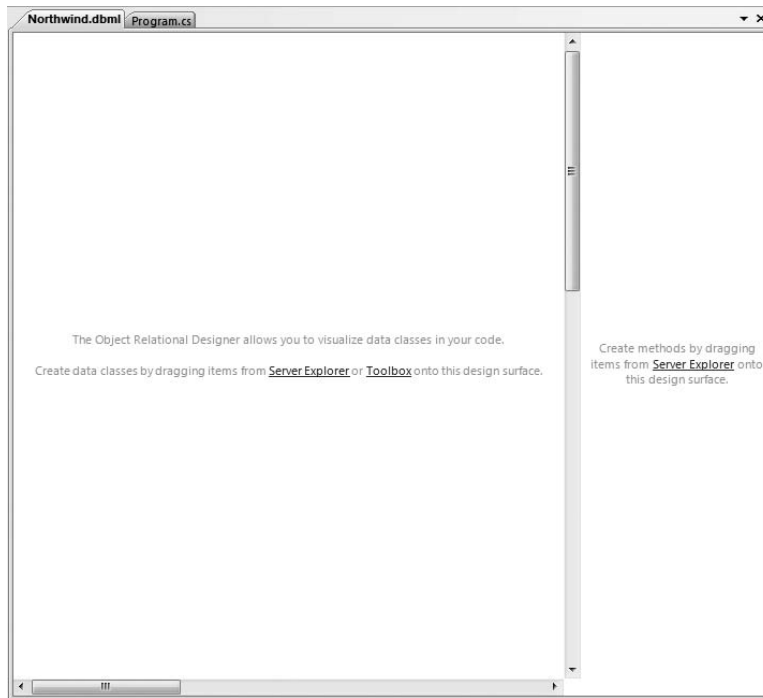 Northwind.dbml Program.cs
The Object Relational Designer allows you to visualize data classes in your code.
Create data classes by dragging items from Server Explorer or Toolbox onto this design surface.
Create methods by dragging
items from Server Explorer onto
this design surface.